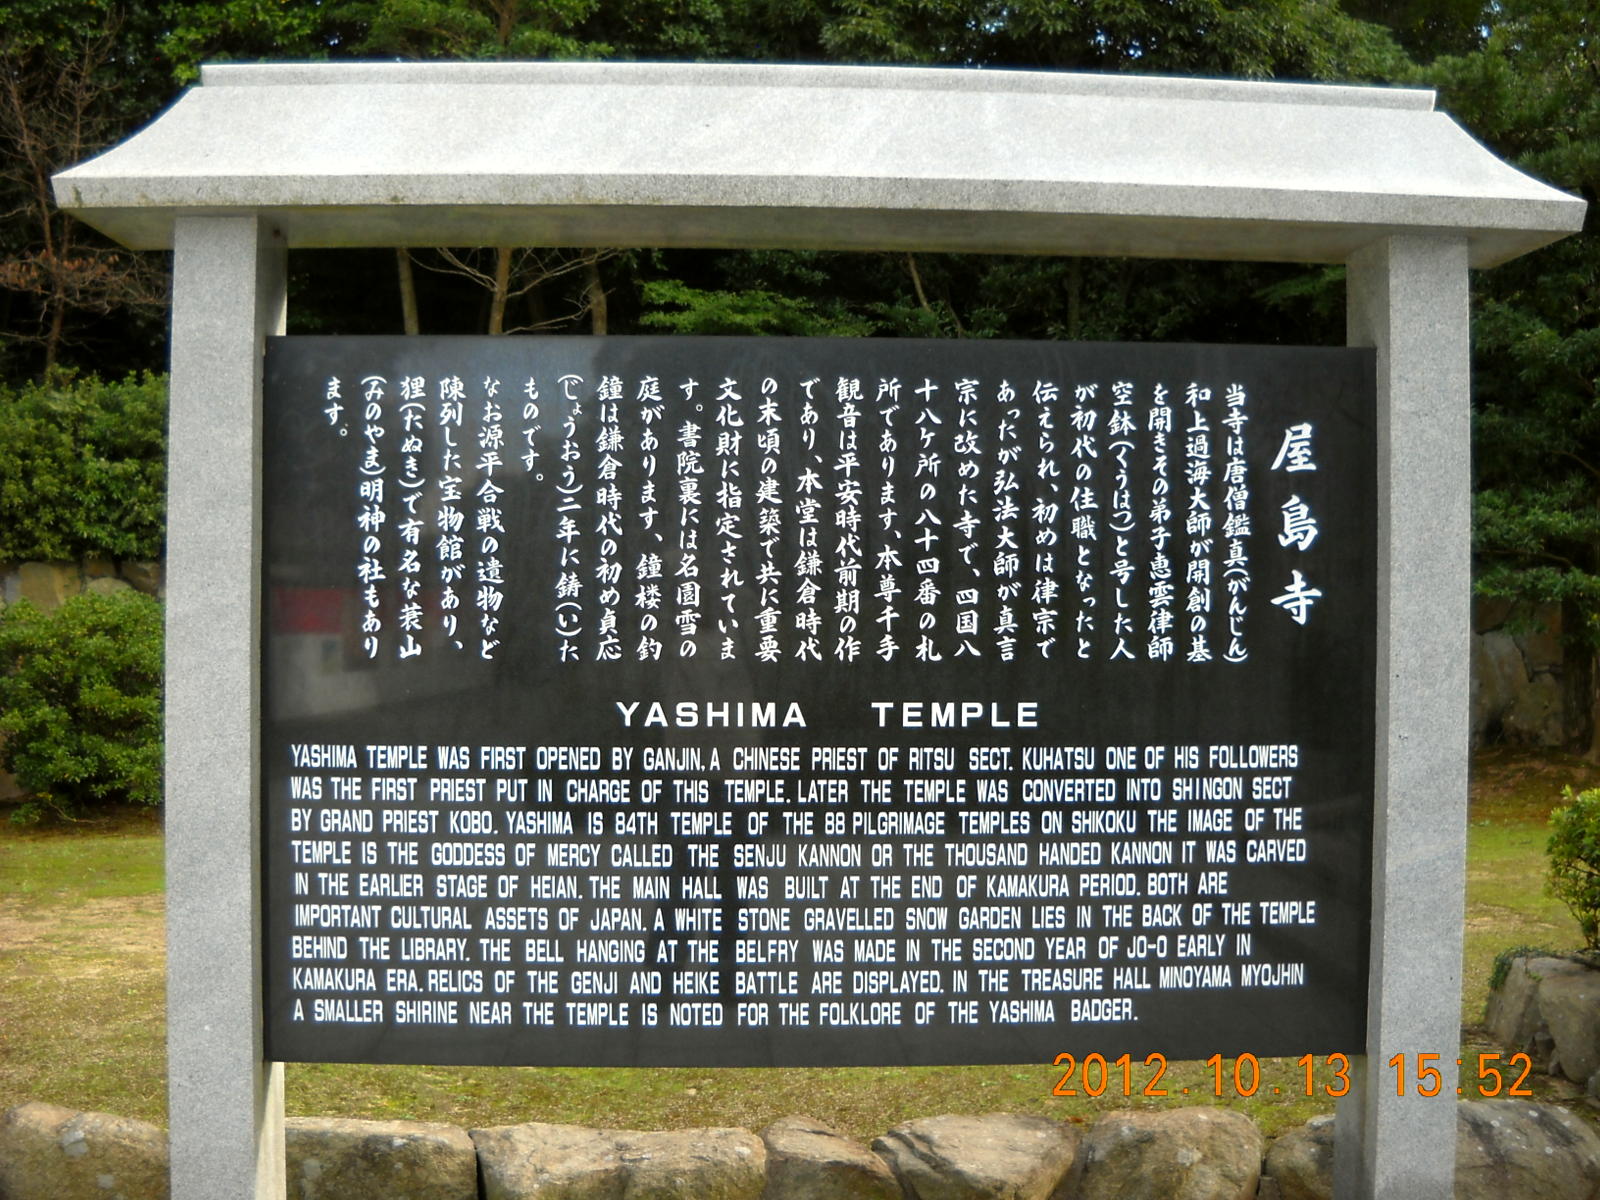 屋島寺
当寺は唐僧鑑真(がんじん)
和上過海大師が開創の基
を開きその弟子恵雲律師
空鉢(くうはつ)と号した人
が初代の住職となったと
伝えられ、初めは律宗で
あったが弘法大師が真言
宗に改めた寺で、四国八
十八ケ所の八十四番の札
所であります、本尊千手
観音は平安時代前期の作
であり、本堂は鎌倉時代
の末頃の建築で共に重要
文化財に指定されていま
す。書院裏には名園雪の
庭があります、鐘楼の釣
鐘は鎌倉時代の初め貞応
(じょうおう)二年に鋳(い)た
ものです。
なお源平合戦の遺物など
陳列した宝物館があり、
狸(たぬき)で有名な蓑山
(みのやま)明神の社もあり
ます。
YASHIMA TEMPLE
YASHIMA TEMPLE WAS FIRST OPENED BY GANJIN, A CHINESE PRIEST OF RITSU SECT. KUHATSU ONE OF HIS FOLLOWERS
WAS THE FIRST PRIEST PUT IN CHARGE OF THIS TEMPLE. LATER THE TEMPLE WAS CONVERTED INTO SHINGON SECT
BY GRAND PRIEST KOBO. YASHIMA IS 84TH TEMPLE OF THE 88 PILGRIMAGE TEMPLES ON SHIKOKU THE IMAGE OF THE
TEMPLE IS THE GODDESS OF MERCY CALLED THE SENJU KANNON OR THE THOUSAND HANDED KANNON IT WAS CARVED
IN THE EARLIER STAGE OF HEIAN. THE MAIN HALL WAS BUILT AT THE END OF KAMAKURA PERIOD. BOTH ARE
IMPORTANT CULTURAL ASSETS OF JAPAN. A WHITE STONE GRAVELLED SNOW GARDEN LIES IN THE BACK OF THE TEMPLE
BEHIND THE LIBRARY. THE BELL HANGING AT THE BELFRY WAS MADE IN THE SECOND YEAR OF JO-O EARLY IN
KAMAKURA ERA. RELICS OF THE GENJI AND HEIKE BATTLE ARE DISPLAYED. IN THE TREASURE HALL MINOYAMA MYOJHIN
A SMALLER SHIRINE NEAR THE TEMPLE IS NOTED FOR THE FOLKLORE OF THE YASHIMA BADGER.
2012.10.13 15:52